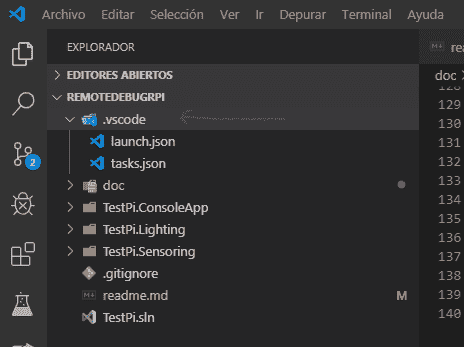 Archivo Editar Selección Ver Ir Depurar Terminal Ayuda
EXPLORADOR
EDITORES ABIERTOS
REMOTEDEBUGRPI
.vscode
launch.json
tasks.json
doc
TestPi.ConsoleApp
TestPi.Lighting
TestPi.Sensoring
.gitignore
readme.md M
TestPi.sln
2
doc >
129
130
131
132
133
134
135
136
137
138
139
140